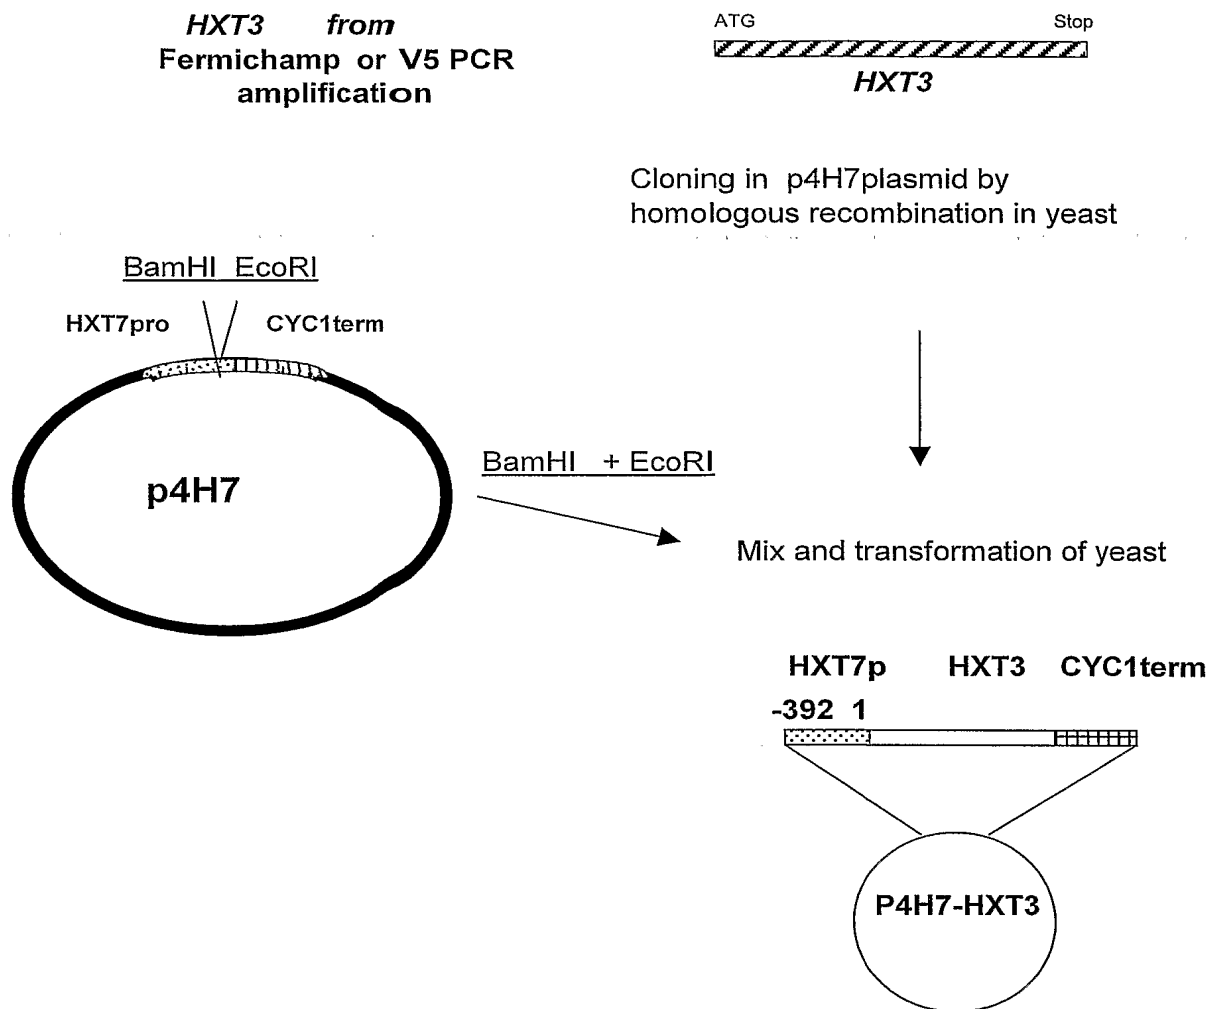 HXT3 from
Fermichamp or V5 PCR
amplification
ATG Stop
HXT3
Cloning in p4H7plasmid by
homologous recombination in yeast
BamHI EcoRI
HXT7pro CYC1term
p4H7
BamHI + EcoRI
Mix and transformation of yeast
HXT7p HXT3 CYC1term
-392 1
P4H7-HXT3